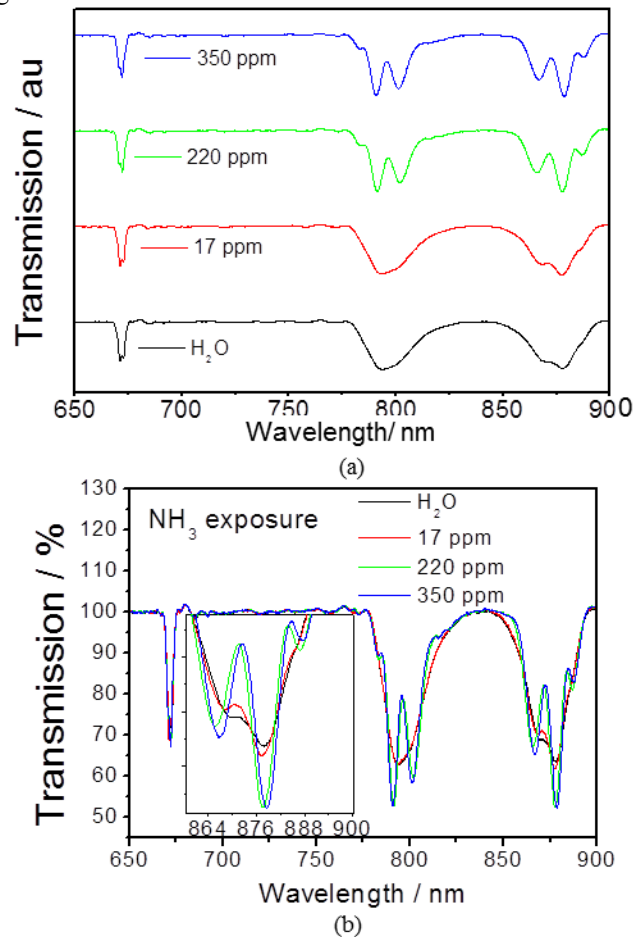 Transmission / au
350 ppm
220 ppm
17 ppm
H₂O
650 700 750 800 850 900
Wavelength/ nm
(a)
NH₃ exposure
H₂O
17 ppm
220 ppm
350 ppm
Transmission / %
130
120
110
100
90
80
70
60
50
864 876 888 900
650 700 750 800 850 900
Wavelength / nm
(b)